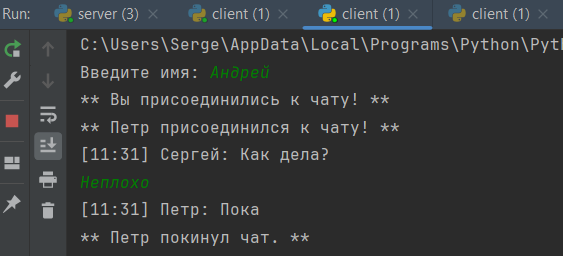 Run: server (3) × client (1) × client (1) × client (1) ×
C:\Users\Serge\AppData\Local\Programs\Python\Pyt
Введите имя: Андрей
** Вы присоединились к чату! **
** Петр присоединился к чату! **
[11:31] Сергей: Как дела?
Неплохо
[11:31] Петр: Пока
** Петр покинул чат. **